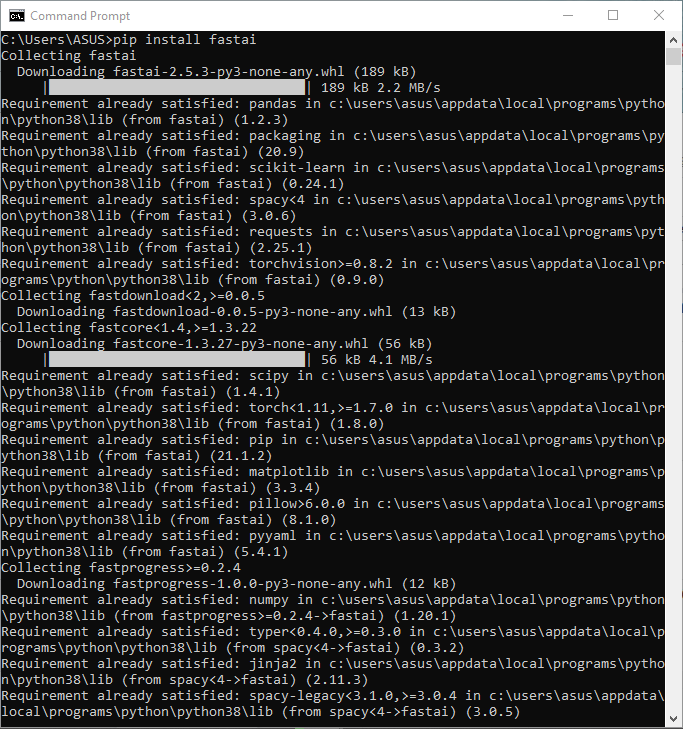 Command Prompt
C:\Users\ASUS>pip install fastai
Collecting fastai
  Downloading fastai-2.5.3-py3-none-any.whl (189 kB)
     |████████████████████████████████| 189 kB 2.2 MB/s
Requirement already satisfied: pandas in c:\users\asus\appdata\local\programs\pytho
n\python38\lib (from fastai) (1.2.3)
Requirement already satisfied: packaging in c:\users\asus\appdata\local\programs\py
thon\python38\lib (from fastai) (20.9)
Requirement already satisfied: scikit-learn in c:\users\asus\appdata\local\programs
\python\python38\lib (from fastai) (0.24.1)
Requirement already satisfied: spacy<4 in c:\users\asus\appdata\local\programs\pyth
on\python38\lib (from fastai) (3.0.6)
Requirement already satisfied: requests in c:\users\asus\appdata\local\programs\pyt
hon\python38\lib (from fastai) (2.25.1)
Requirement already satisfied: torchvision>=0.8.2 in c:\users\asus\appdata\local\pr
ograms\python\python38\lib (from fastai) (0.9.0)
Collecting fastdownload<2,>=0.0.5
  Downloading fastdownload-0.0.5-py3-none-any.whl (13 kB)
Collecting fastcore<1.4,>=1.3.22
  Downloading fastcore-1.3.27-py3-none-any.whl (56 kB)
     |████████████████████████████████| 56 kB 4.1 MB/s
Requirement already satisfied: scipy in c:\users\asus\appdata\local\programs\python
\python38\lib (from fastai) (1.4.1)
Requirement already satisfied: torch<1.11,>=1.7.0 in c:\users\asus\appdata\local\pr
ograms\python\python38\lib (from fastai) (1.8.0)
Requirement already satisfied: pip in c:\users\asus\appdata\local\programs\python\p
ython38\lib (from fastai) (21.1.2)
Requirement already satisfied: matplotlib in c:\users\asus\appdata\local\programs\p
ython\python38\lib (from fastai) (3.3.4)
Requirement already satisfied: pillow>6.0.0 in c:\users\asus\appdata\local\programs
\python\python38\lib (from fastai) (8.1.0)
Requirement already satisfied: pyyaml in c:\users\asus\appdata\local\programs\pytho
n\python38\lib (from fastai) (5.4.1)
Collecting fastprogress>=0.2.4
  Downloading fastprogress-1.0.0-py3-none-any.whl (12 kB)
Requirement already satisfied: numpy in c:\users\asus\appdata\local\programs\python
\python38\lib (from fastprogress>=0.2.4->fastai) (1.20.1)
Requirement already satisfied: typer<0.4.0,>=0.3.0 in c:\users\asus\appdata\local\p
rograms\python\python38\lib (from spacy<4->fastai) (0.3.2)
Requirement already satisfied: jinja2 in c:\users\asus\appdata\local\programs\pytho
n\python38\lib (from spacy<4->fastai) (2.11.3)
Requirement already satisfied: spacy-legacy<3.1.0,>=3.0.4 in c:\users\asus\appdata\
local\programs\python\python38\lib (from spacy<4->fastai) (3.0.5)